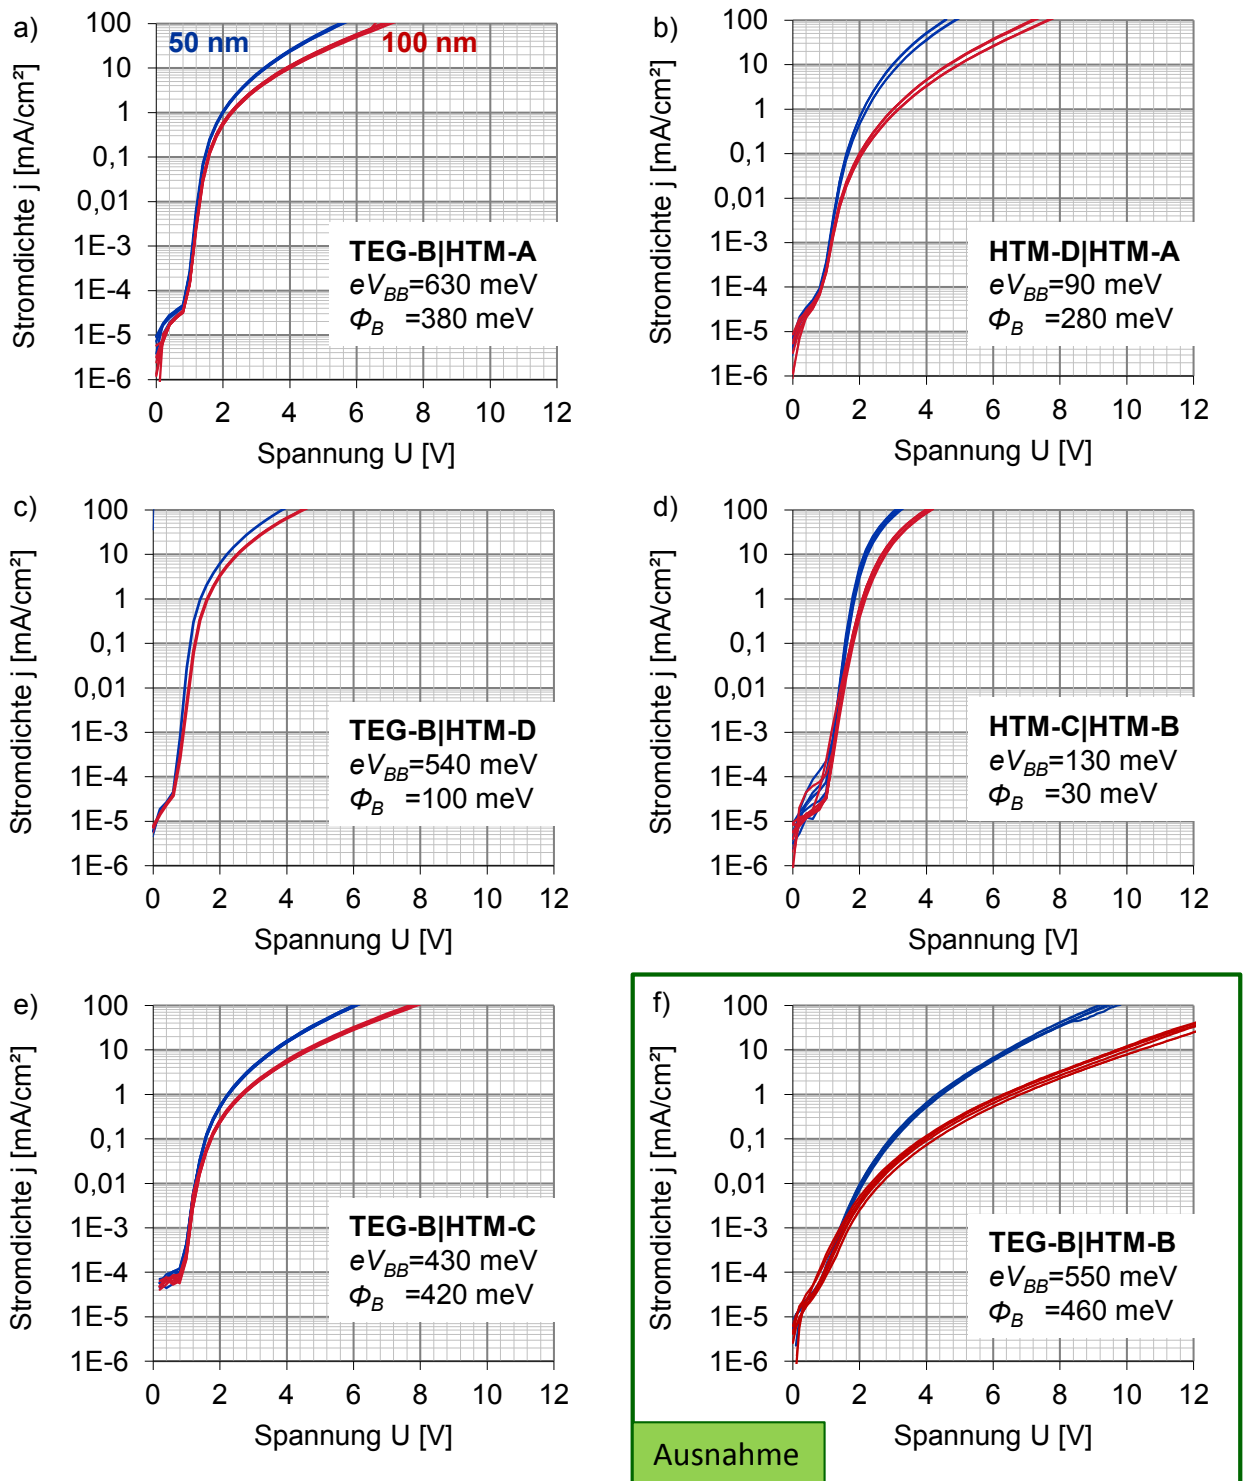 a)
Stromdichte j [mA/cm²]
100
10
1
0,1
0,01
1E-3
1E-4
1E-5
1E-6
50 nm
100 nm
TEG-B|HTM-A
eV_BB=630 meV
Φ_B =380 meV
0 2 4 6 8 10 12
Spannung U [V]
b)
Stromdichte j [mA/cm²]
100
10
1
0,1
0,01
1E-3
1E-4
1E-5
1E-6
HTM-D|HTM-A
eV_BB=90 meV
Φ_B =280 meV
0 2 4 6 8 10 12
Spannung U [V]
c)
Stromdichte j [mA/cm²]
100
10
1
0,1
0,01
1E-3
1E-4
1E-5
1E-6
TEG-B|HTM-D
eV_BB=540 meV
Φ_B =100 meV
0 2 4 6 8 10 12
Spannung U [V]
d)
Stromdichte j [mA/cm²]
100
10
1
0,1
0,01
1E-3
1E-4
1E-5
1E-6
HTM-C|HTM-B
eV_BB=130 meV
Φ_B =30 meV
0 2 4 6 8 10 12
Spannung [V]
e)
Stromdichte j [mA/cm²]
100
10
1
0,1
0,01
1E-3
1E-4
1E-5
1E-6
TEG-B|HTM-C
eV_BB=430 meV
Φ_B =420 meV
0 2 4 6 8 10 12
Spannung U [V]
f)
Stromdichte j [mA/cm²]
100
10
1
0,1
0,01
1E-3
1E-4
1E-5
1E-6
TEG-B|HTM-B
eV_BB=550 meV
Φ_B =460 meV
0 2 4 6 8 10 12
Spannung U [V]
Ausnahme